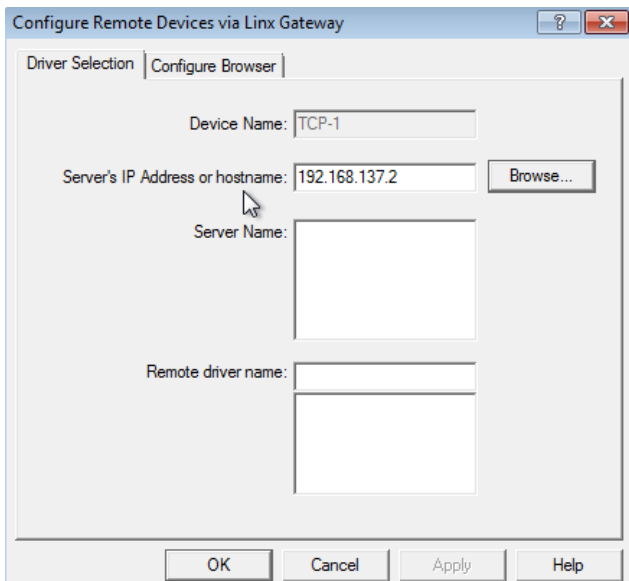 Configure Remote Devices via Linx Gateway
Driver Selection
Configure Browser
Device Name: TCP-1
Server's IP Address or hostname: 192.168.137.2 Browse...
Server Name:
Remote driver name:
OK Cancel Apply Help